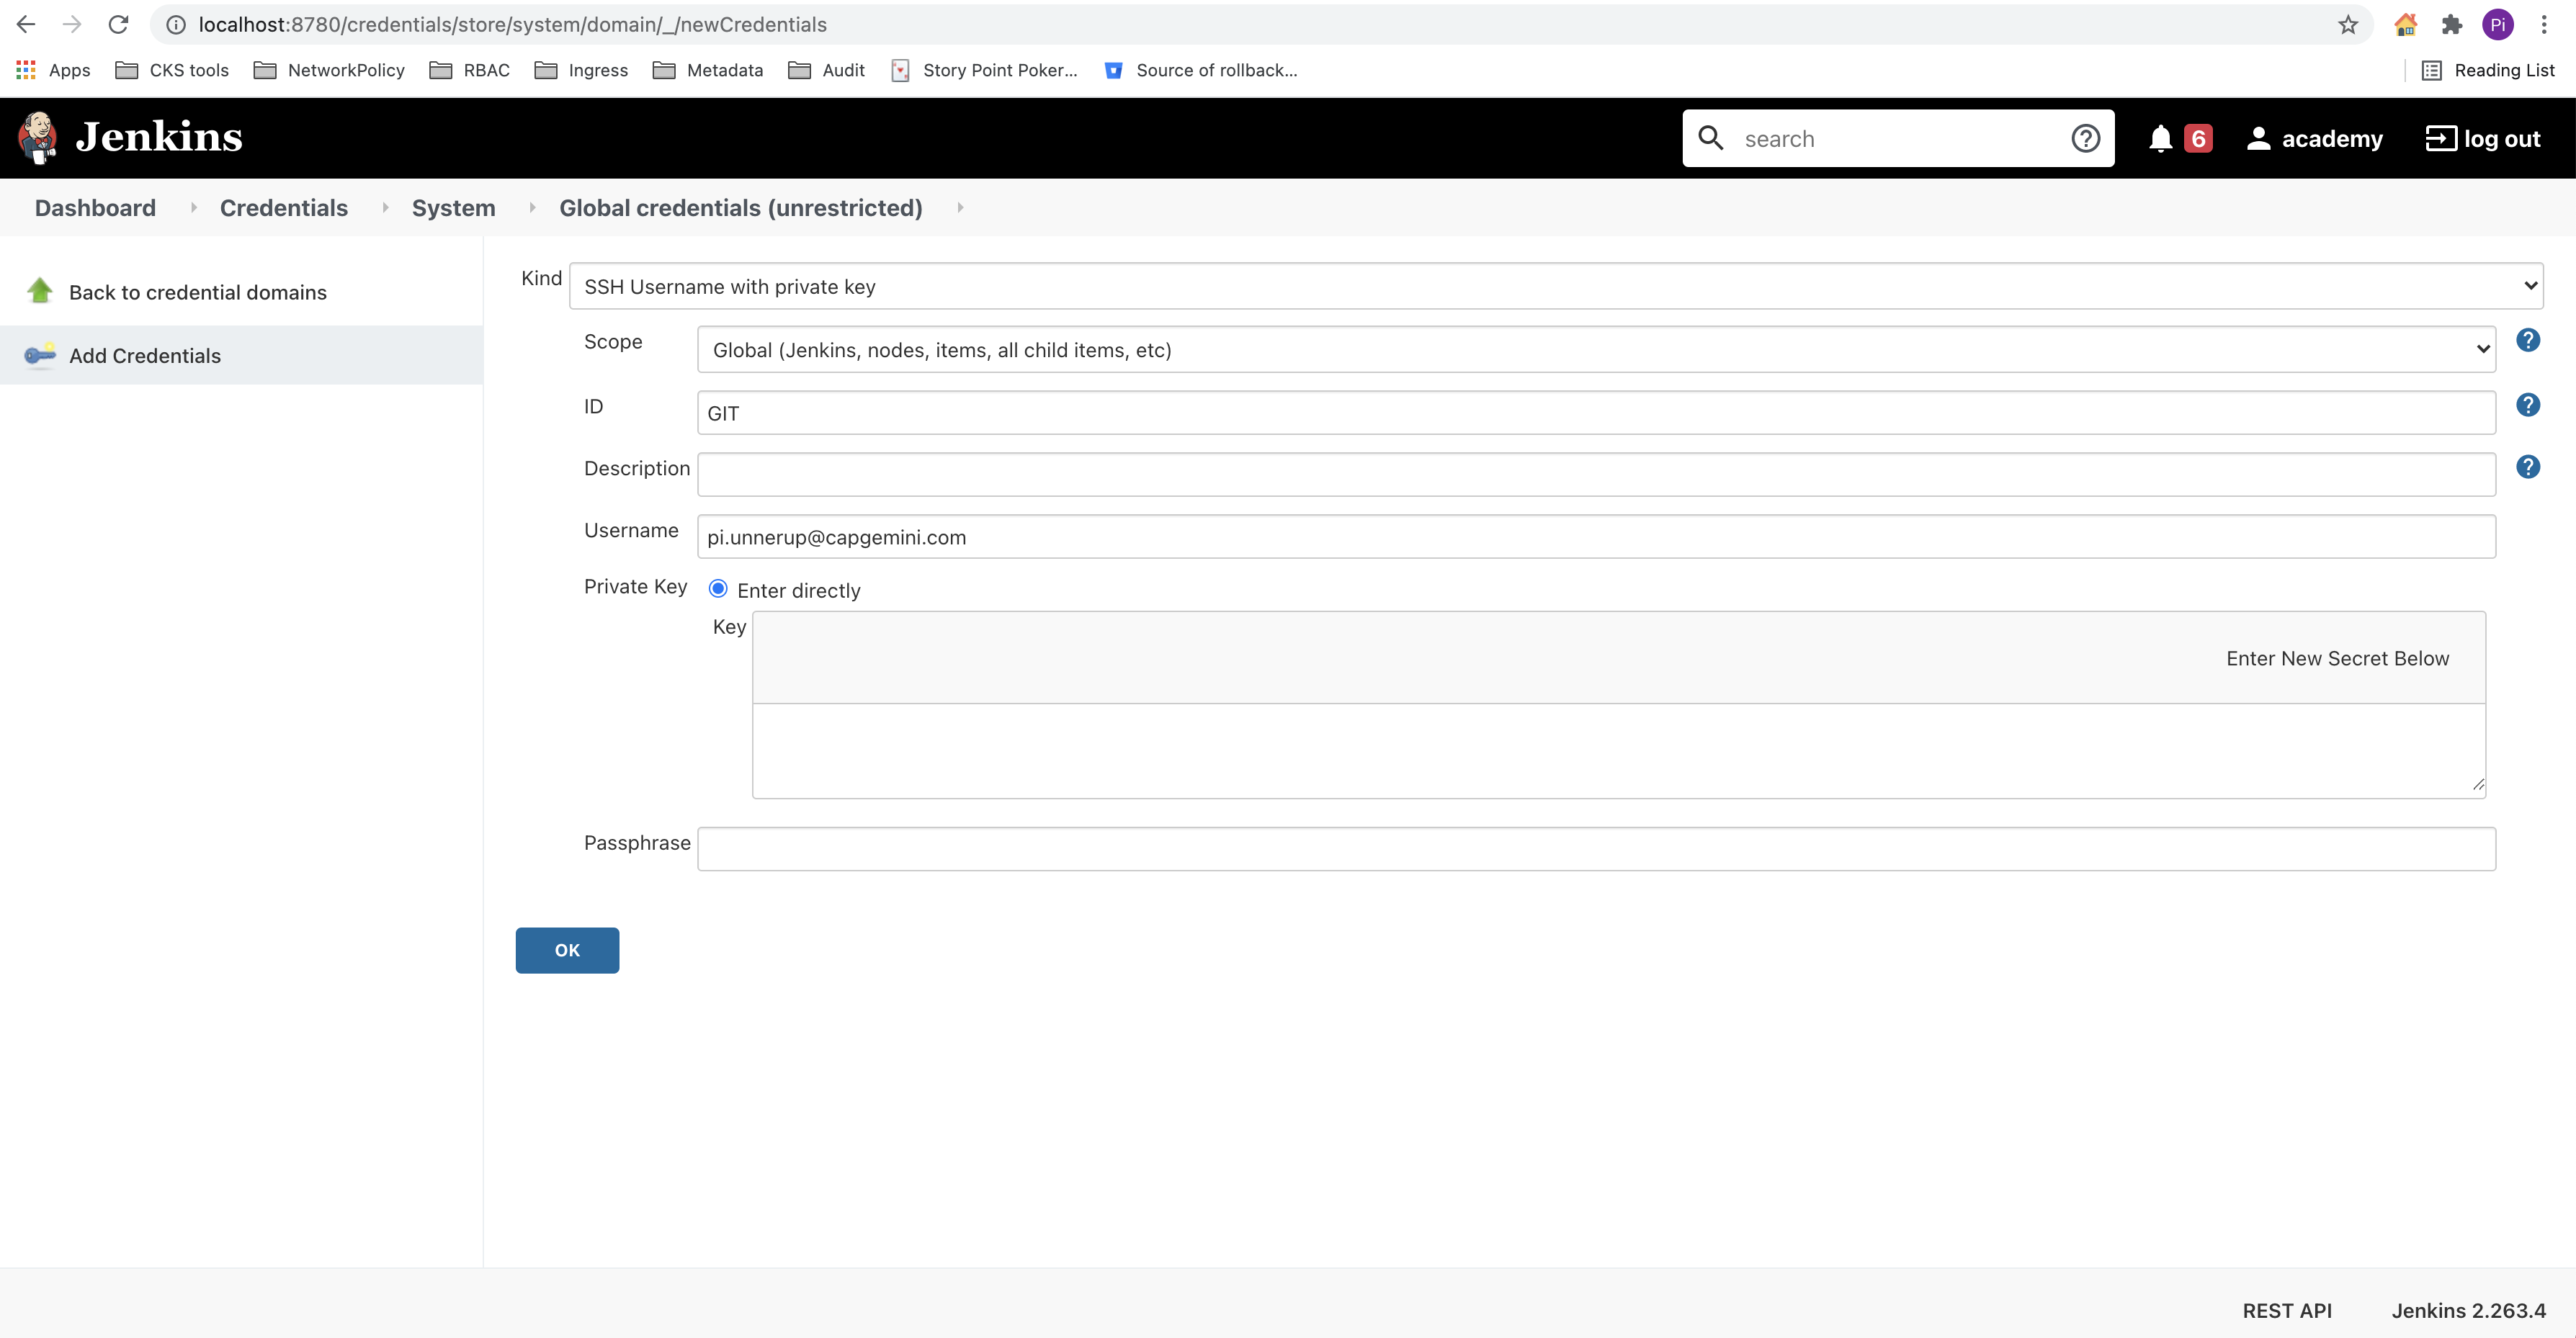 localhost:8780/credentials/store/system/domain/_/newCredentials
Pi
Apps CKS tools NetworkPolicy RBAC Ingress Metadata Audit Story Point Poker... Source of rollback... Reading List
Jenkins search 6 academy log out
Dashboard Credentials System Global credentials (unrestricted)
Back to credential domains
Add Credentials
Kind SSH Username with private key
Scope Global (Jenkins, nodes, items, all child items, etc)
ID GIT
Description
Username pi.unnerup@capgemini.com
Private Key Enter directly
Key
Enter New Secret Below
Passphrase
OK
REST API Jenkins 2.263.4